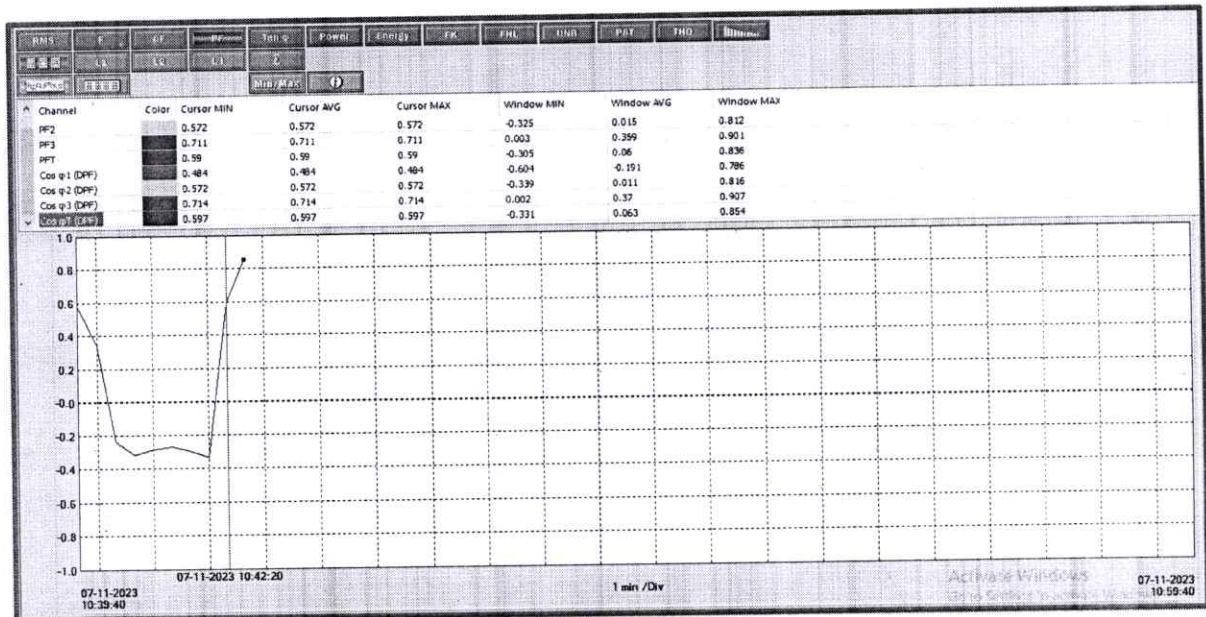 RMS F CF PF Tan φ Power Energy FK FHL UNB PST THD
L1 L2 L3 Σ
Min/Max
Channel Color Cursor MIN Cursor AVG Cursor MAX Window MIN Window AVG Window MAX
PF2 0.572 0.572 0.572 -0.325 0.015 0.812
PF3 0.711 0.711 0.711 0.003 0.359 0.901
PFT 0.59 0.59 0.59 -0.305 0.06 0.836
Cos φ-1 (DPF) 0.484 0.484 0.484 -0.604 -0.191 0.786
Cos φ-2 (DPF) 0.572 0.572 0.572 -0.339 0.011 0.816
Cos φ-3 (DPF) 0.714 0.714 0.714 0.002 0.37 0.907
Cos φT (DPF) 0.597 0.597 0.597 -0.331 0.063 0.854
1.0
0.8
0.6
0.4
0.2
-0.0
-0.2
-0.4
-0.6
-0.8
-1.0
07-11-2023 10:42:20
07-11-2023
10:39:40
1 min /Div
Activate Windows
07-11-2023
10:59:40